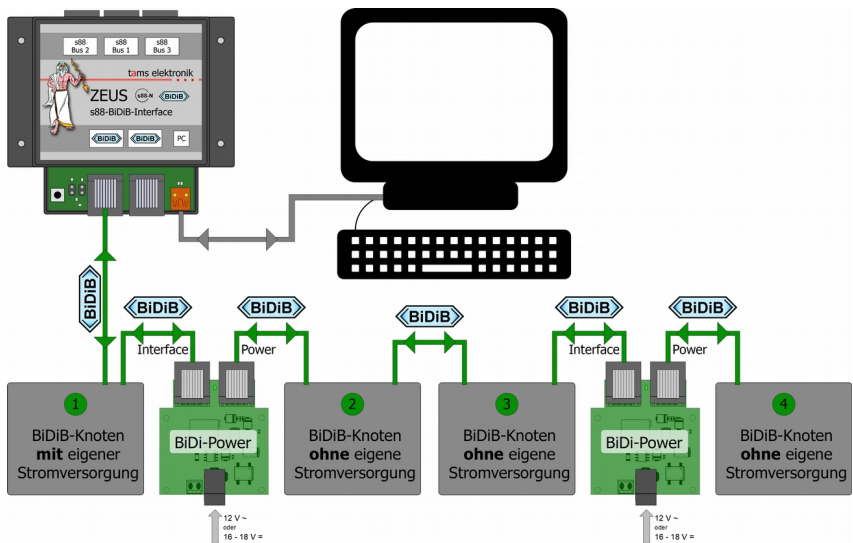 s88
Bus 2
s88
Bus 1
s88
Bus 3
tams elektronik
ZEUS s88-N BiDiB
s88-BiDiB-Interface
BiDiB BiDiB PC
BiDiB
BiDiB
BiDiB
BiDiB
BiDiB
BiDiB
Interface
Power
Interface
Power
1
BiDiB-Knoten
mit eigener
Stromversorgung
BiDi-Power
2
BiDiB-Knoten
ohne eigene
Stromversorgung
3
BiDiB-Knoten
ohne eigene
Stromversorgung
BiDi-Power
4
BiDiB-Knoten
ohne eigene
Stromversorgung
12 V ~
oder
16 - 18 V =
12 V ~
oder
16 - 18 V =